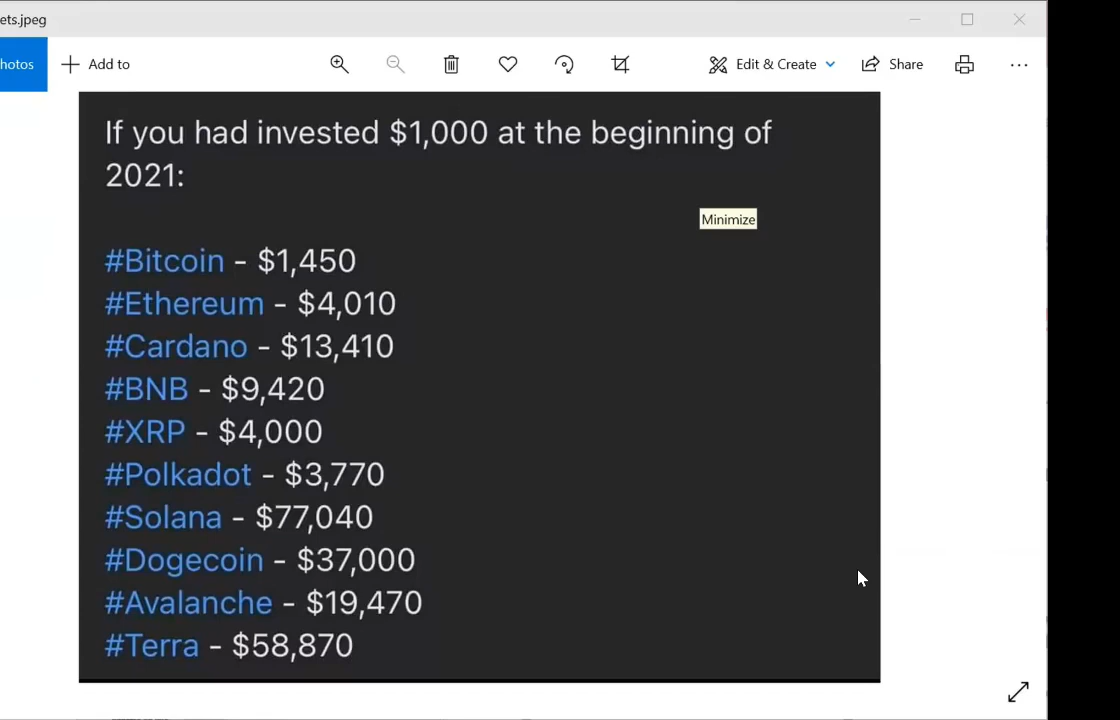 ets.jpeg
hotos
Add to
Edit & Create
Share
If you had invested $1,000 at the beginning of
2021:
Minimize
#Bitcoin - $1,450
#Ethereum - $4,010
#Cardano - $13,410
#BNB - $9,420
#XRP - $4,000
#Polkadot - $3,770
#Solana - $77,040
#Dogecoin - $37,000
#Avalanche - $19,470
#Terra - $58,870